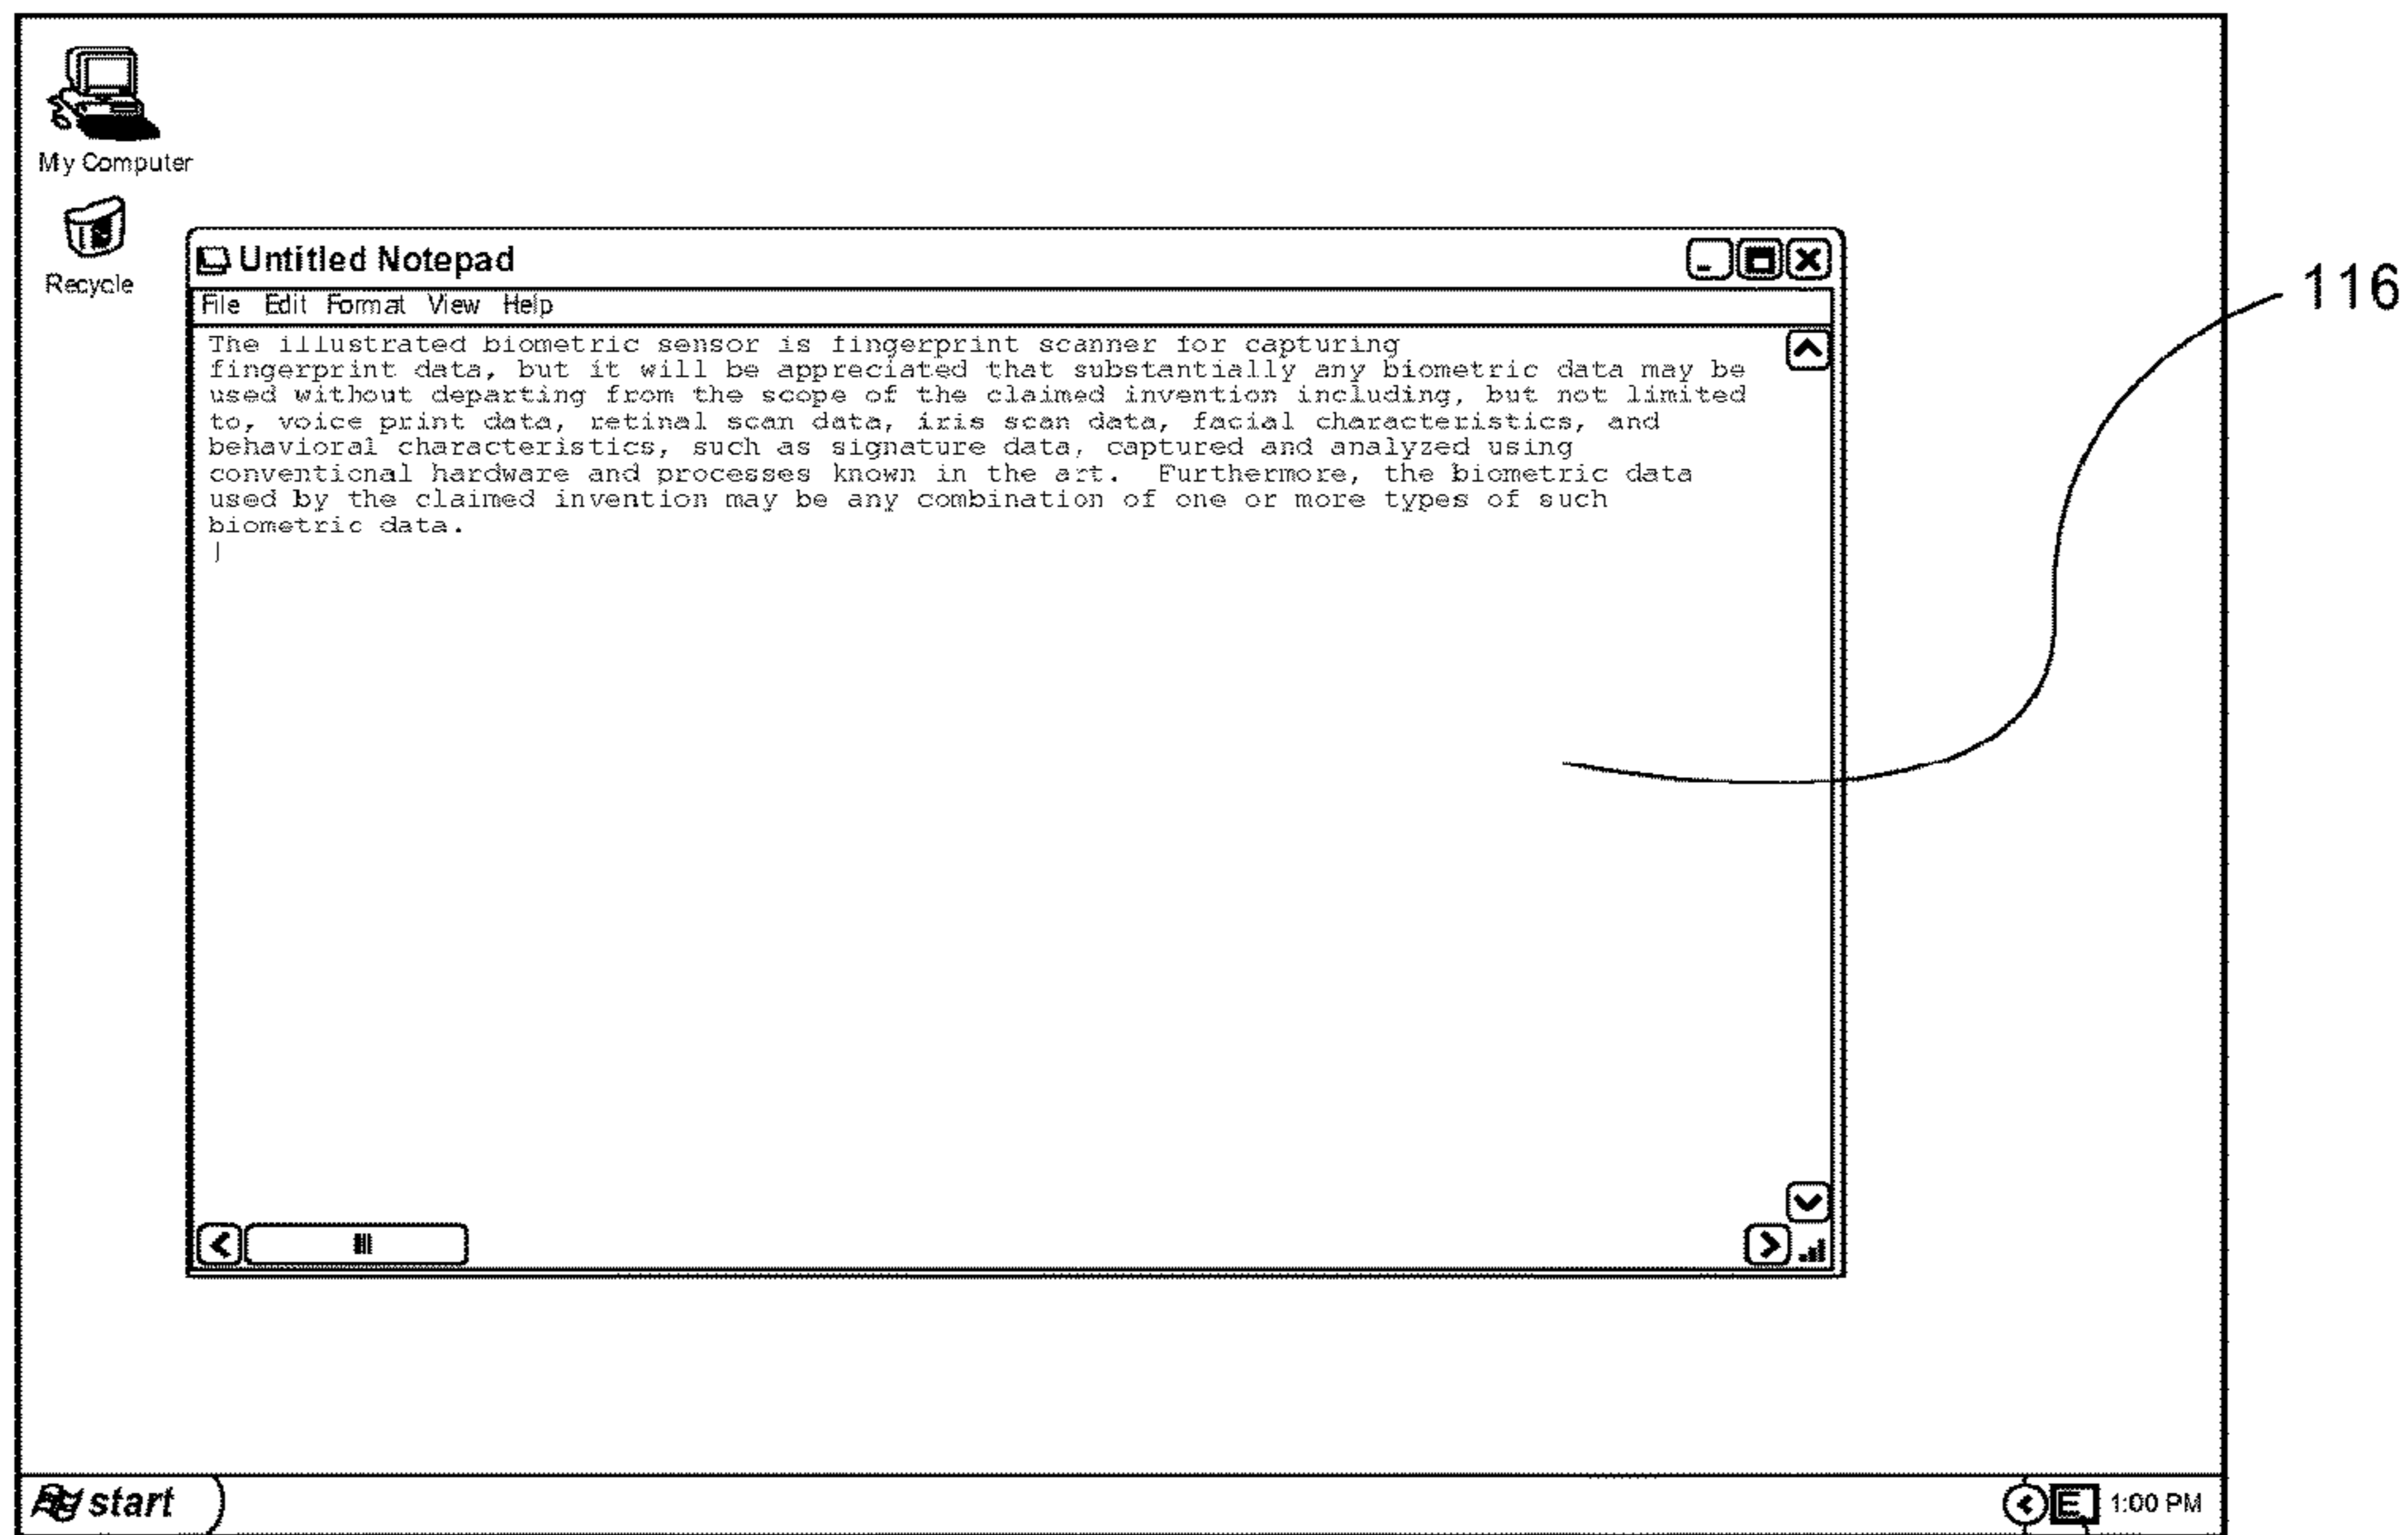 My Computer
Recycle
Untitled Notepad
File Edit Format View Help
The illustrated biometric sensor is fingerprint scanner for capturing
fingerprint data, but it will be appreciated that substantially any biometric data may be
used without departing from the scope of the claimed invention including, but not limited
to, voice print data, retinal scan data, iris scan data, facial characteristics, and
behavioral characteristics, such as signature data, captured and analyzed using
conventional hardware and processes known in the art.  Furthermore, the biometric data
used by the claimed invention may be any combination of one or more types of such
biometric data.
116
start
E 1:00 PM